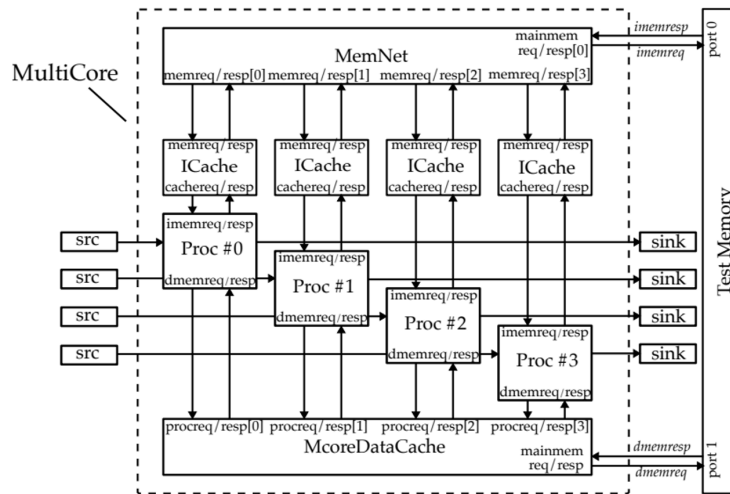 mainmem
req/resp[0]
imemresp
imemreq
port 0
MemNet
MultiCore
memreq/resp[0] memreq/resp[1] memreq/resp[2] memreq/resp[3]
memreq/resp memreq/resp memreq/resp memreq/resp
ICache ICache ICache ICache
cachereq/resp cachereq/resp cachereq/resp cachereq/resp
imemreq/resp
src Proc #0 sink
dmemreq/resp
imemreq/resp
src Proc #1 sink
dmemreq/resp
imemreq/resp
src Proc #2 sink
dmemreq/resp
imemreq/resp
src Proc #3 sink
dmemreq/resp
Test Memory
procreq/resp[0] procreq/resp[1] procreq/resp[2] procreq/resp[3]
McoreDataCache
mainmem
req/resp
dmemresp
dmemreq
port 1